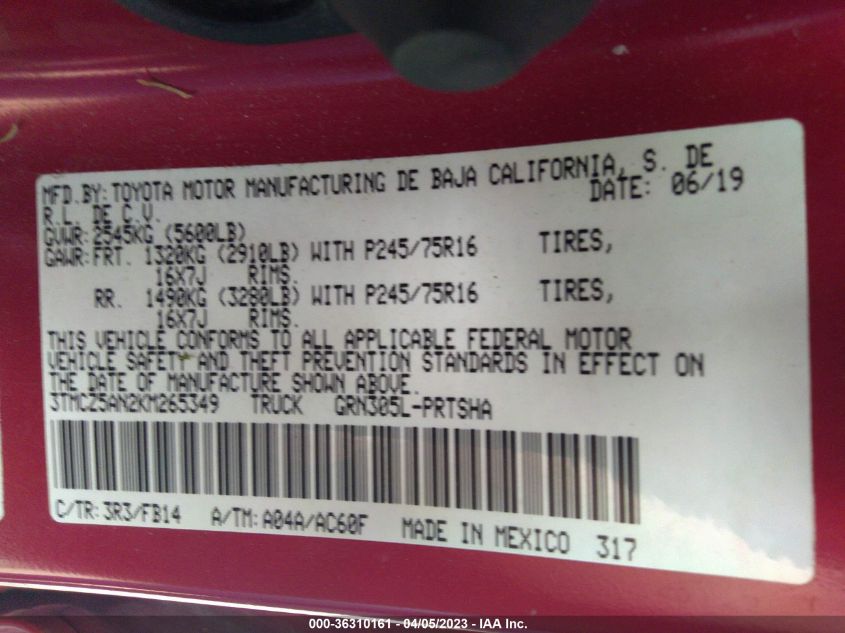 MFD.BY: TOYOTA MOTOR MANUFACTURING DE BAJA CALIFORNIA, S. DE
R.L. DE C.V. DATE: 06/19
GVWR: 2545KG (5600LB)
GAWR: FRT. 1320KG (2910LB) WITH P245/75R16 TIRES,
16X7J RIMS.
RR. 1490KG (3280LB) WITH P245/75R16 TIRES,
16X7J RIMS.
THIS VEHICLE CONFORMS TO ALL APPLICABLE FEDERAL MOTOR
VEHICLE SAFETY AND THEFT PREVENTION STANDARDS IN EFFECT ON
THE DATE OF MANUFACTURE SHOWN ABOVE.
3TMCZ5AN2KM265349 TRUCK GRN305L-PRTSHA
C/TR: 3R3/FB14 A/TM: A04A/AC60F MADE IN MEXICO 317
000-36310161 - 04/05/2023 - IAA Inc.